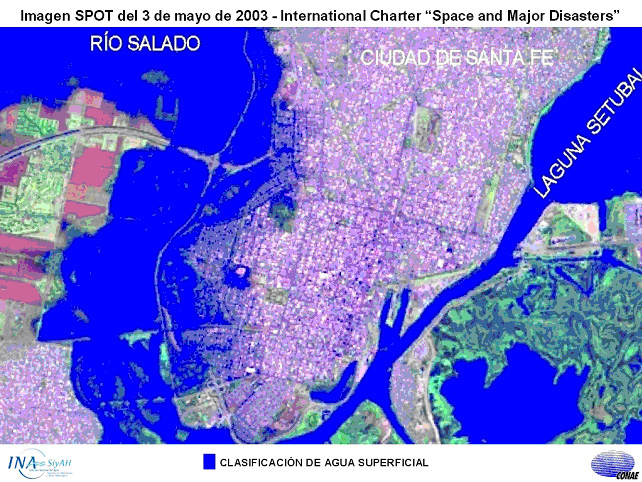 Imagen SPOT del 3 de mayo de 2003 - International Charter “Space and Major Disasters”
RÍO SALADO
CIUDAD DE SANTA FE
LAGUNA SETUBAL
INA SiyAH
CLASIFICACIÓN DE AGUA SUPERFICIAL
CONAE